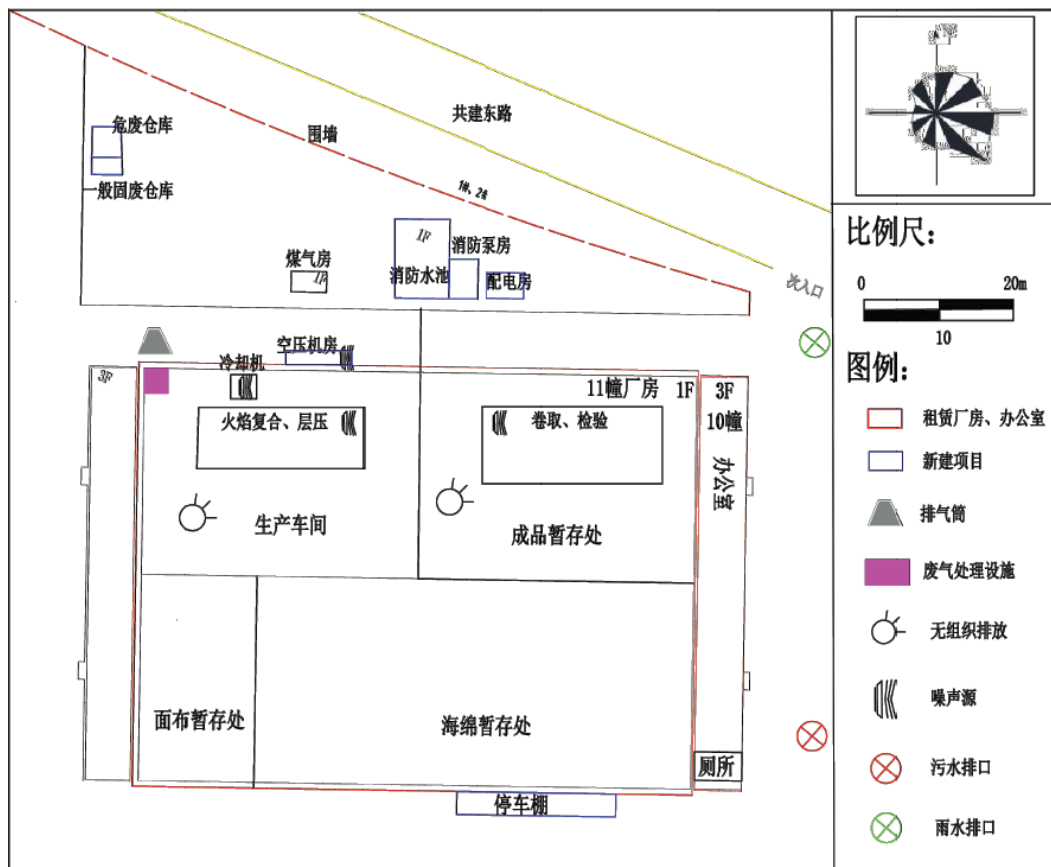 共建东路
危废仓库
围墙
一般固废仓库
1#、2#
1F
消防泵房
煤气房
1F
消防水池
配电房
次入口
空压机房
冷却机
3F
11幢厂房 1F
3F
10幢
办公室
火焰复合、层压
卷取、检验
生产车间
成品暂存处
面布暂存处
海绵暂存处
厕所
停车棚
比例尺：
0
20m
10
图例：
租赁厂房、办公室
新建项目
排气筒
废气处理设施
无组织排放
噪声源
污水排口
雨水排口